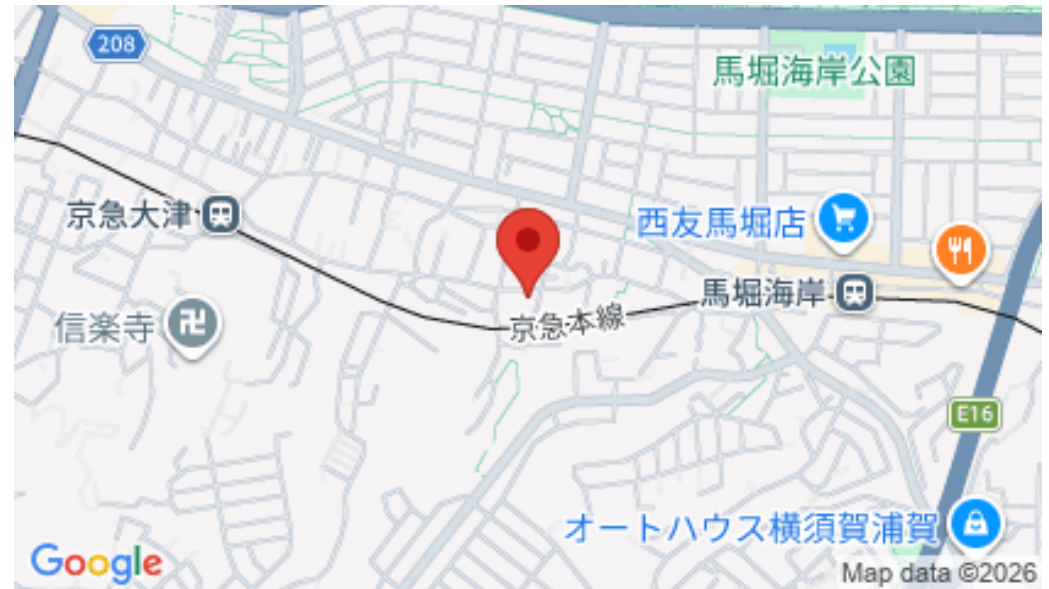 208
馬堀海岸公園
京急大津
西友馬堀店
馬堀海岸
信楽寺
京急本線
E16
オートハウス横須賀浦賀
Google
Map data ©2026